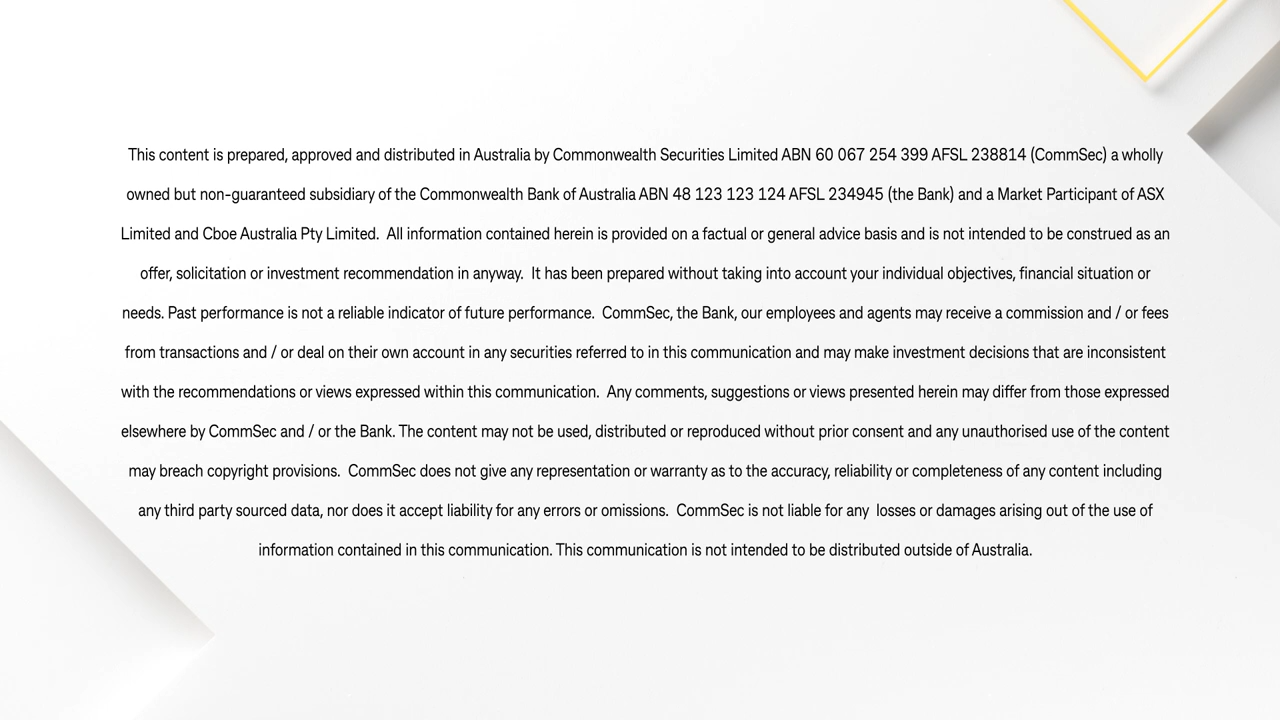 This content is prepared, approved and distributed in Australia by Commonwealth Securities Limited ABN 60 067 254 399 AFSL 238814 (CommSec) a wholly
owned but non-guaranteed subsidiary of the Commonwealth Bank of Australia ABN 48 123 123 124 AFSL 234945 (the Bank) and a Market Participant of ASX
Limited and Cboe Australia Pty Limited.  All information contained herein is provided on a factual or general advice basis and is not intended to be construed as an
offer, solicitation or investment recommendation in anyway.  It has been prepared without taking into account your individual objectives, financial situation or
needs. Past performance is not a reliable indicator of future performance.  CommSec, the Bank, our employees and agents may receive a commission and / or fees
from transactions and / or deal on their own account in any securities referred to in this communication and may make investment decisions that are inconsistent
with the recommendations or views expressed within this communication.  Any comments, suggestions or views presented herein may differ from those expressed
elsewhere by CommSec and / or the Bank. The content may not be used, distributed or reproduced without prior consent and any unauthorised use of the content
may breach copyright provisions.  CommSec does not give any representation or warranty as to the accuracy, reliability or completeness of any content including
any third party sourced data, nor does it accept liability for any errors or omissions.  CommSec is not liable for any  losses or damages arising out of the use of
information contained in this communication. This communication is not intended to be distributed outside of Australia.